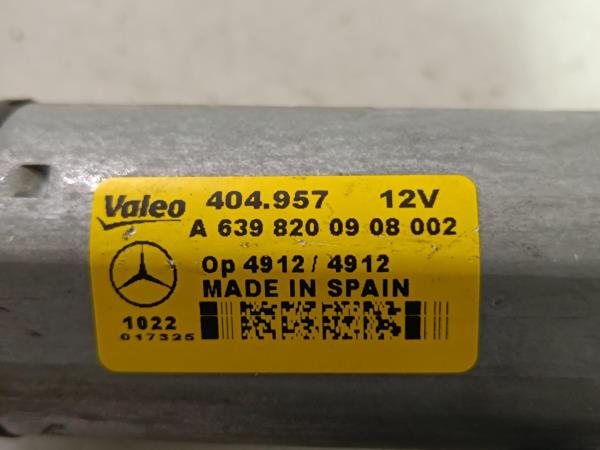 Valeo 404.957 12V
A 639 820 09 08 002
Op 4912 / 4912
MADE IN SPAIN
1022
017325